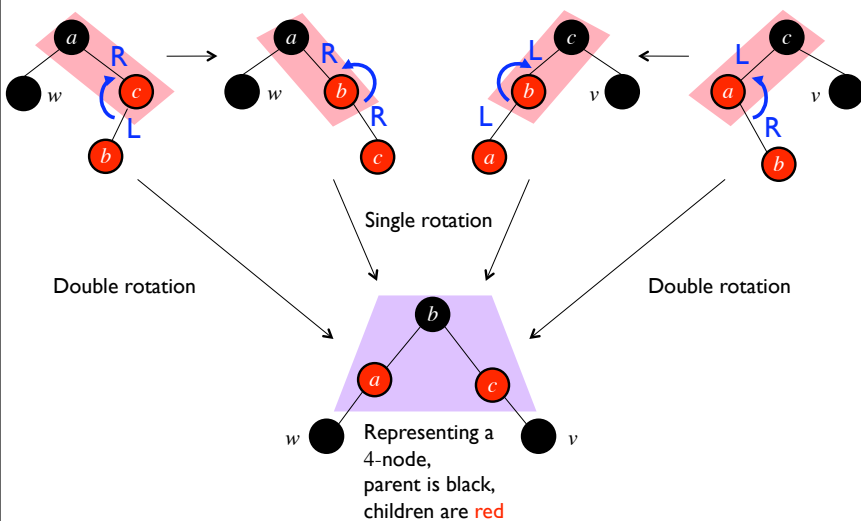 a
R
c
w
L
b
a
R
b
w
R
c
c
L
b
v
L
a
c
L
a
v
R
b
Single rotation
Double rotation
Double rotation
b
a
c
w
v
Representing a
4-node,
parent is black,
children are red